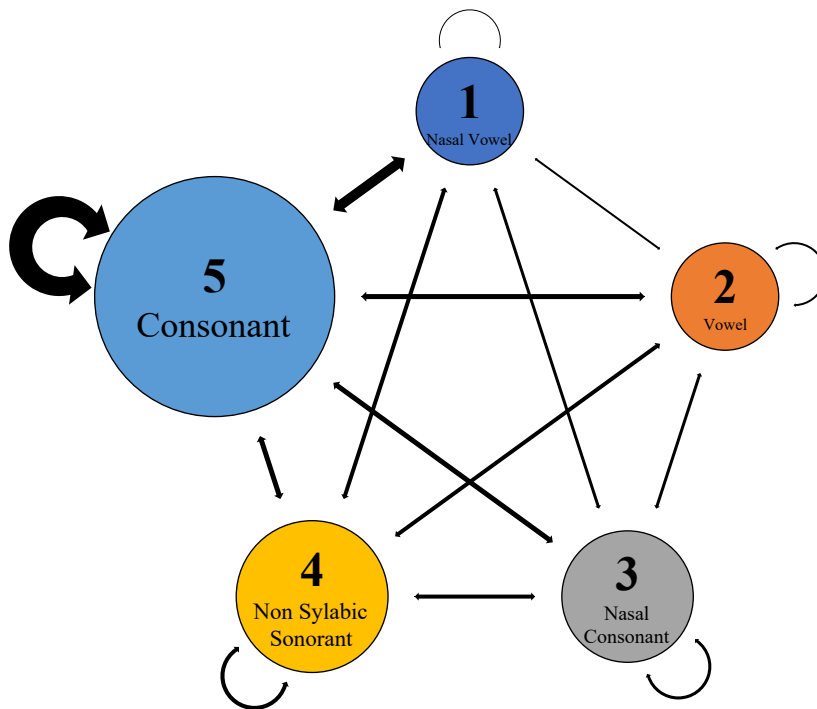 1
Nasal Vowel
2
Vowel
3
Nasal
Consonant
4
Non Sylabic
Sonorant
5
Consonant